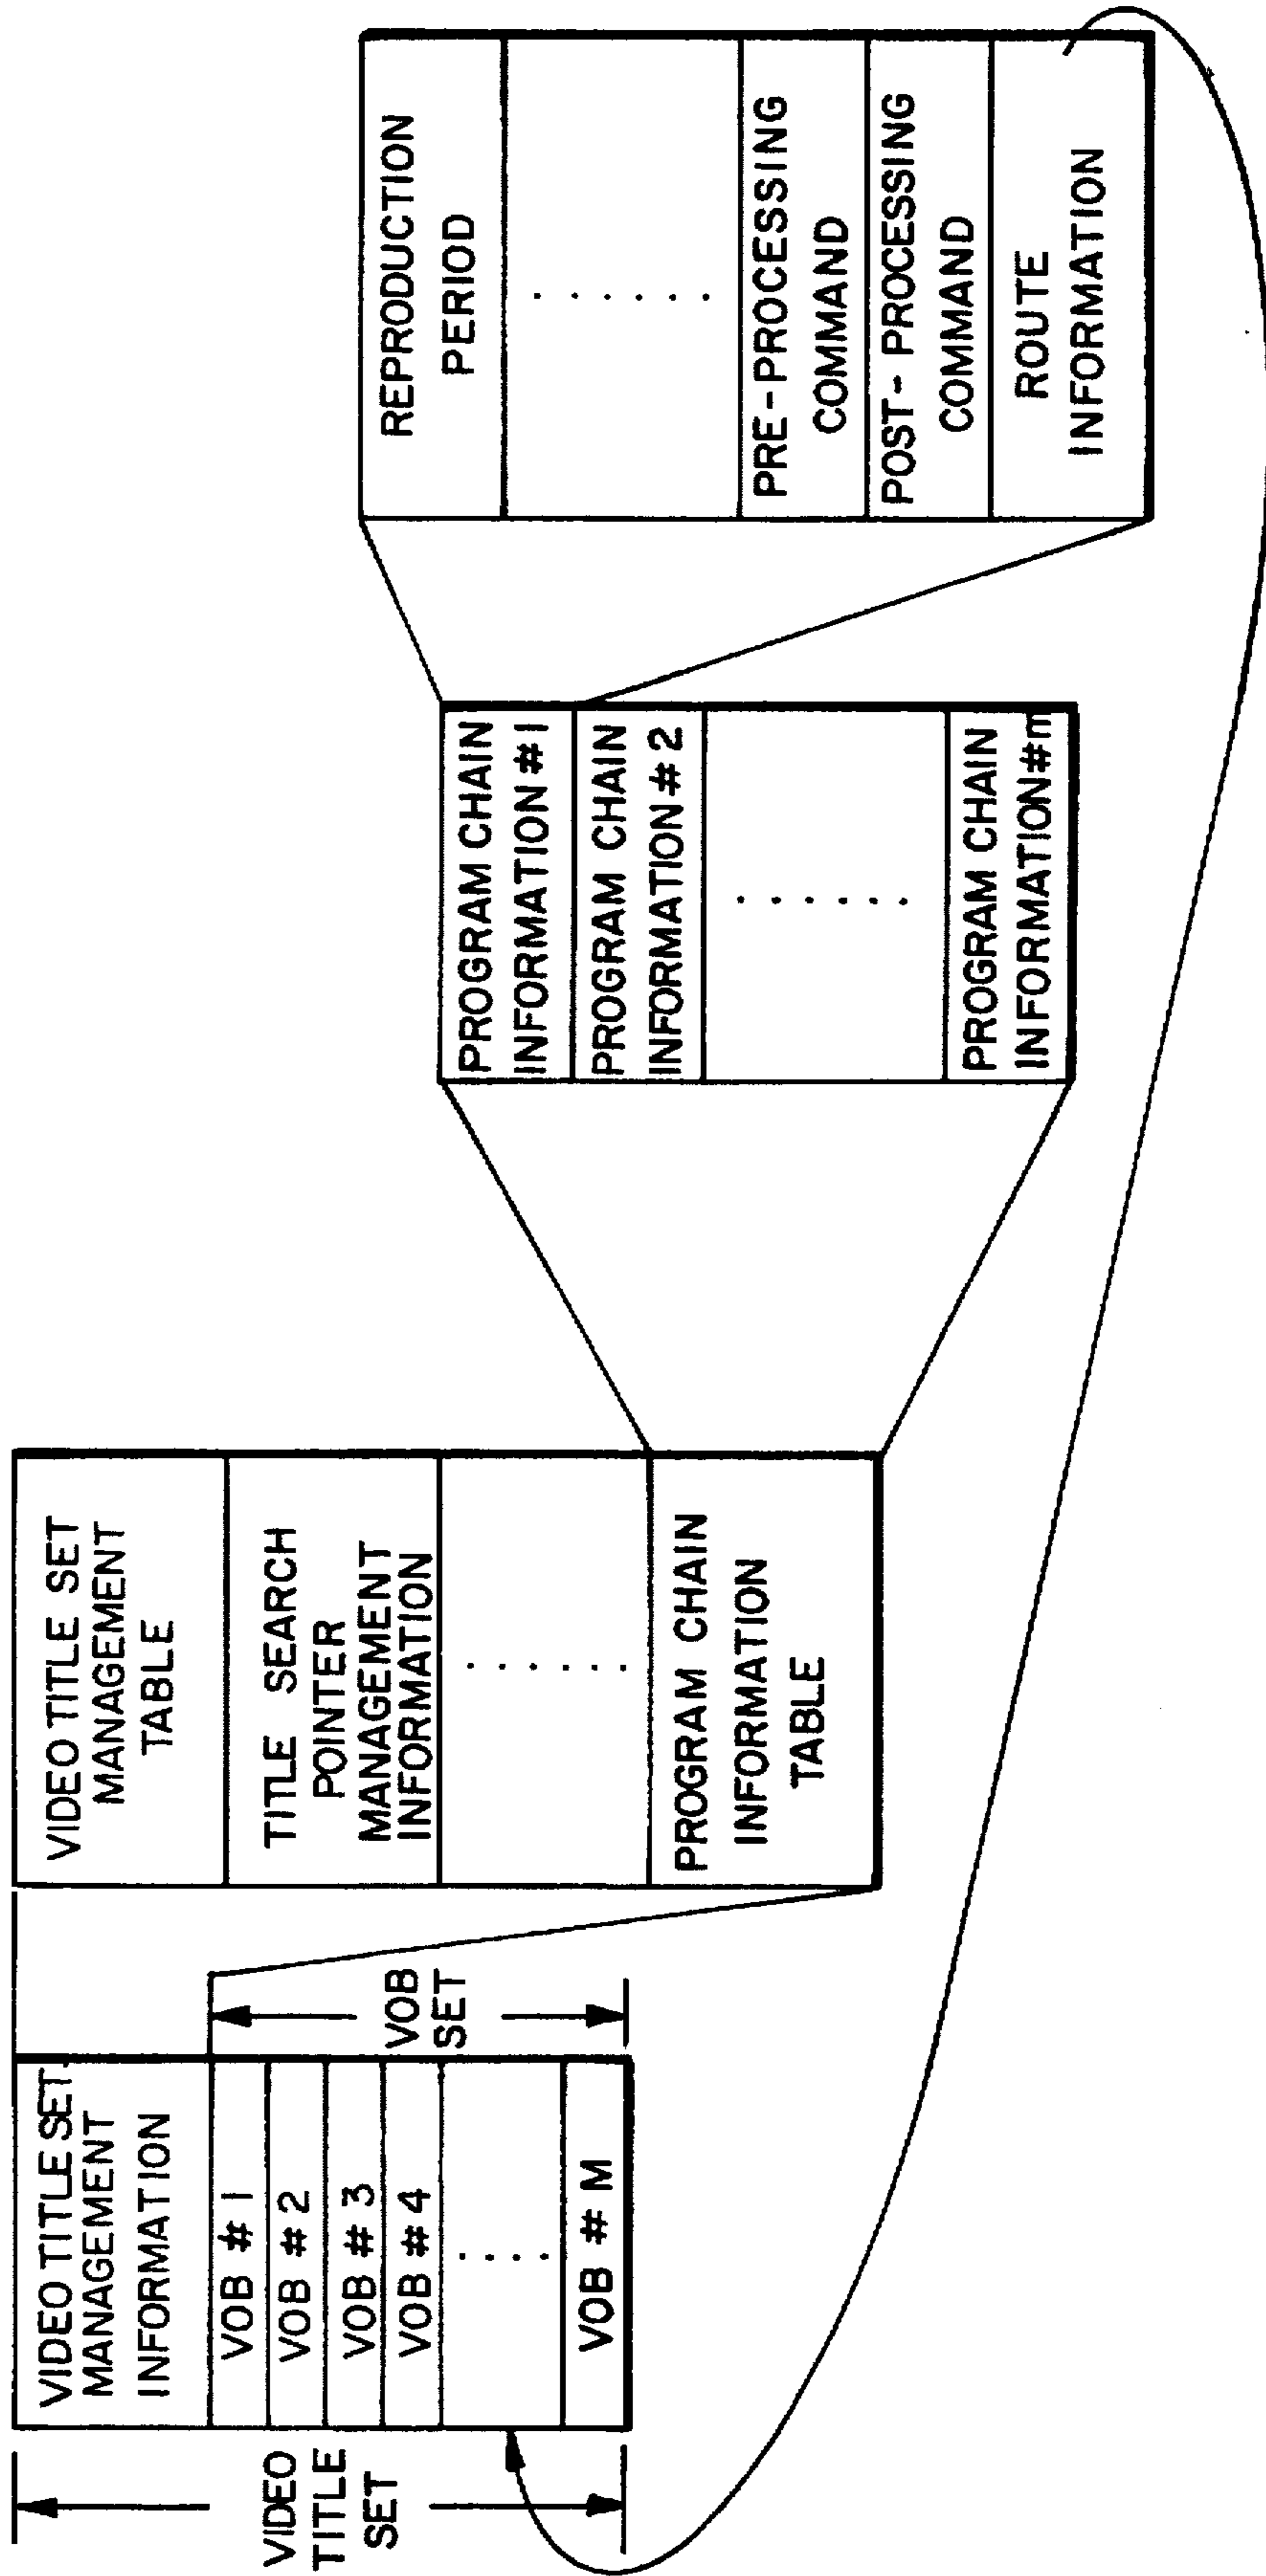 VIDEO
TITLE
SET
VIDEO TITLE SET
MANAGEMENT
INFORMATION
VOB # 1
VOB # 2
VOB # 3
VOB # 4
. . . . .
VOB # M
VOB
SET
VIDEO TITLE SET
MANAGEMENT
TABLE
TITLE SEARCH
POINTER
MANAGEMENT
INFORMATION
. . . . . .
PROGRAM CHAIN
INFORMATION
TABLE
PROGRAM CHAIN
INFORMATION # 1
PROGRAM CHAIN
INFORMATION # 2
. . . . . .
PROGRAM CHAIN
INFORMATION # m
REPRODUCTION
PERIOD
. . . . . .
PRE-PROCESSING
COMMAND
POST-PROCESSING
COMMAND
ROUTE
INFORMATION